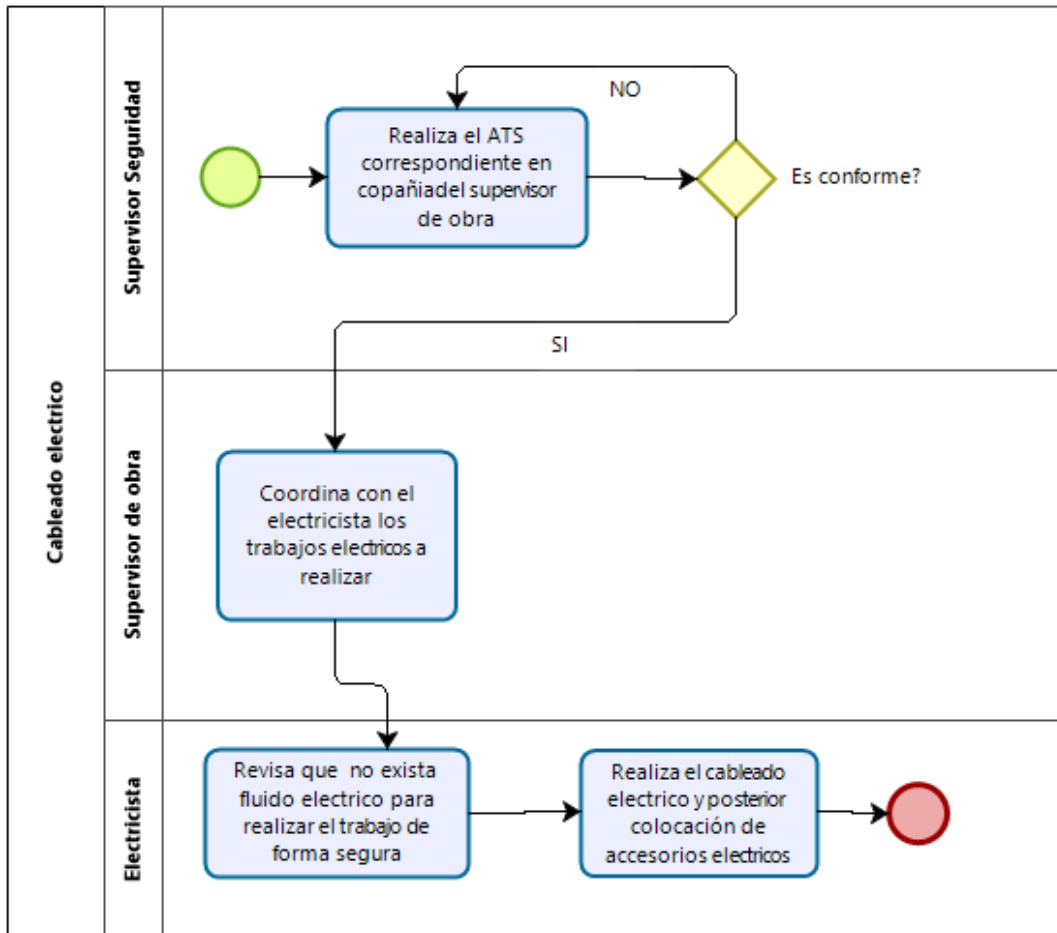 Cableado electrico
Supervisor Seguridad
NO
Realiza el ATS
correspondiente en
copañiadel supervisor
de obra
Es conforme?
SI
Supervisor de obra
Coordina con el
electricista los
trabajos electricos a
realizar
Electricista
Revisa que no exista
fluido electrico para
realizar el trabajo de
forma segura
Realiza el cableado
electrico y posterior
colocación de
accesorios electricos